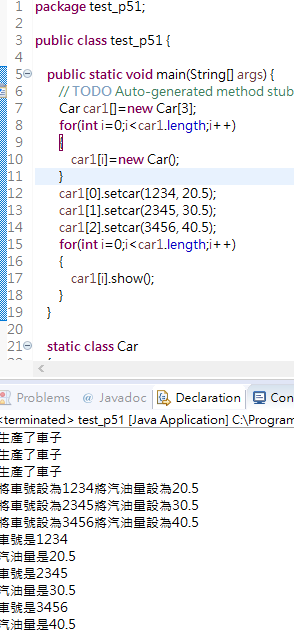 1 package test_p51;
2
3 public class test_p51 {
4
5 public static void main(String[] args) {
6 // TODO Auto-generated method stub
7 Car car1[]=new Car[3];
8 for(int i=0;i<car1.length;i++)
9 {
10 car1[i]=new Car();
11 }
12 car1[0].setcar(1234, 20.5);
13 car1[1].setcar(2345, 30.5);
14 car1[2].setcar(3456, 40.5);
15 for(int i=0;i<car1.length;i++)
16 {
17 car1[i].show();
18 }
19 }
20
21 static class Car
Problems @ Javadoc Declaration Con
<terminated> test_p51 [Java Application] C:\Program
生產了車子
生產了車子
生產了車子
將車號設為1234將汽油量設為20.5
將車號設為2345將汽油量設為30.5
將車號設為3456將汽油量設為40.5
車號是1234
汽油量是20.5
車號是2345
汽油量是30.5
車號是3456
汽油量是40.5